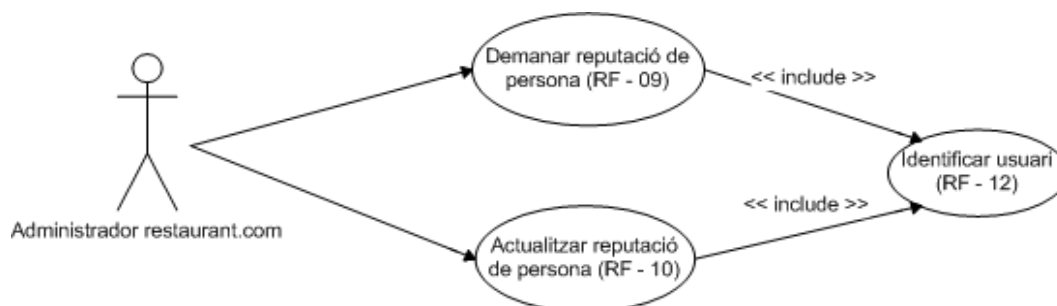 Demanar reputació de
persona (RF - 09)
<< include >>
Identificar usuari
(RF - 12)
<< include >>
Administrador restaurant.com
Actualitzar reputació
de persona (RF - 10)